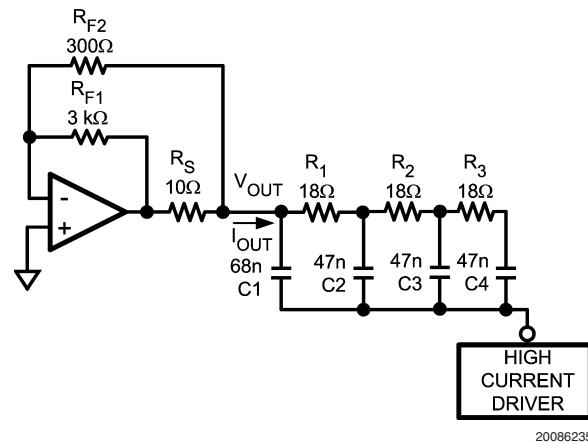 RF2
300Ω
RF1
3 kΩ
RS
10Ω
VOUT
IOUT
R1
18Ω
R2
18Ω
R3
18Ω
-
+
68n
C1
47n
C2
47n
C3
47n
C4
HIGH
CURRENT
DRIVER
20086235